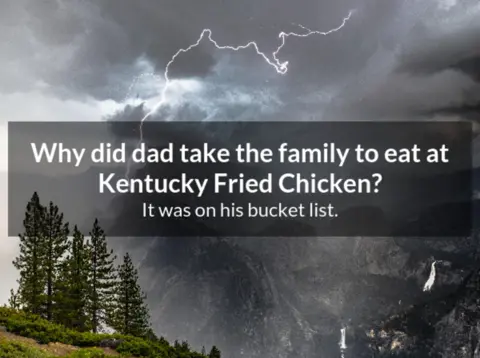 Why did dad take the family to eat at
Kentucky Fried Chicken?
It was on his bucket list.